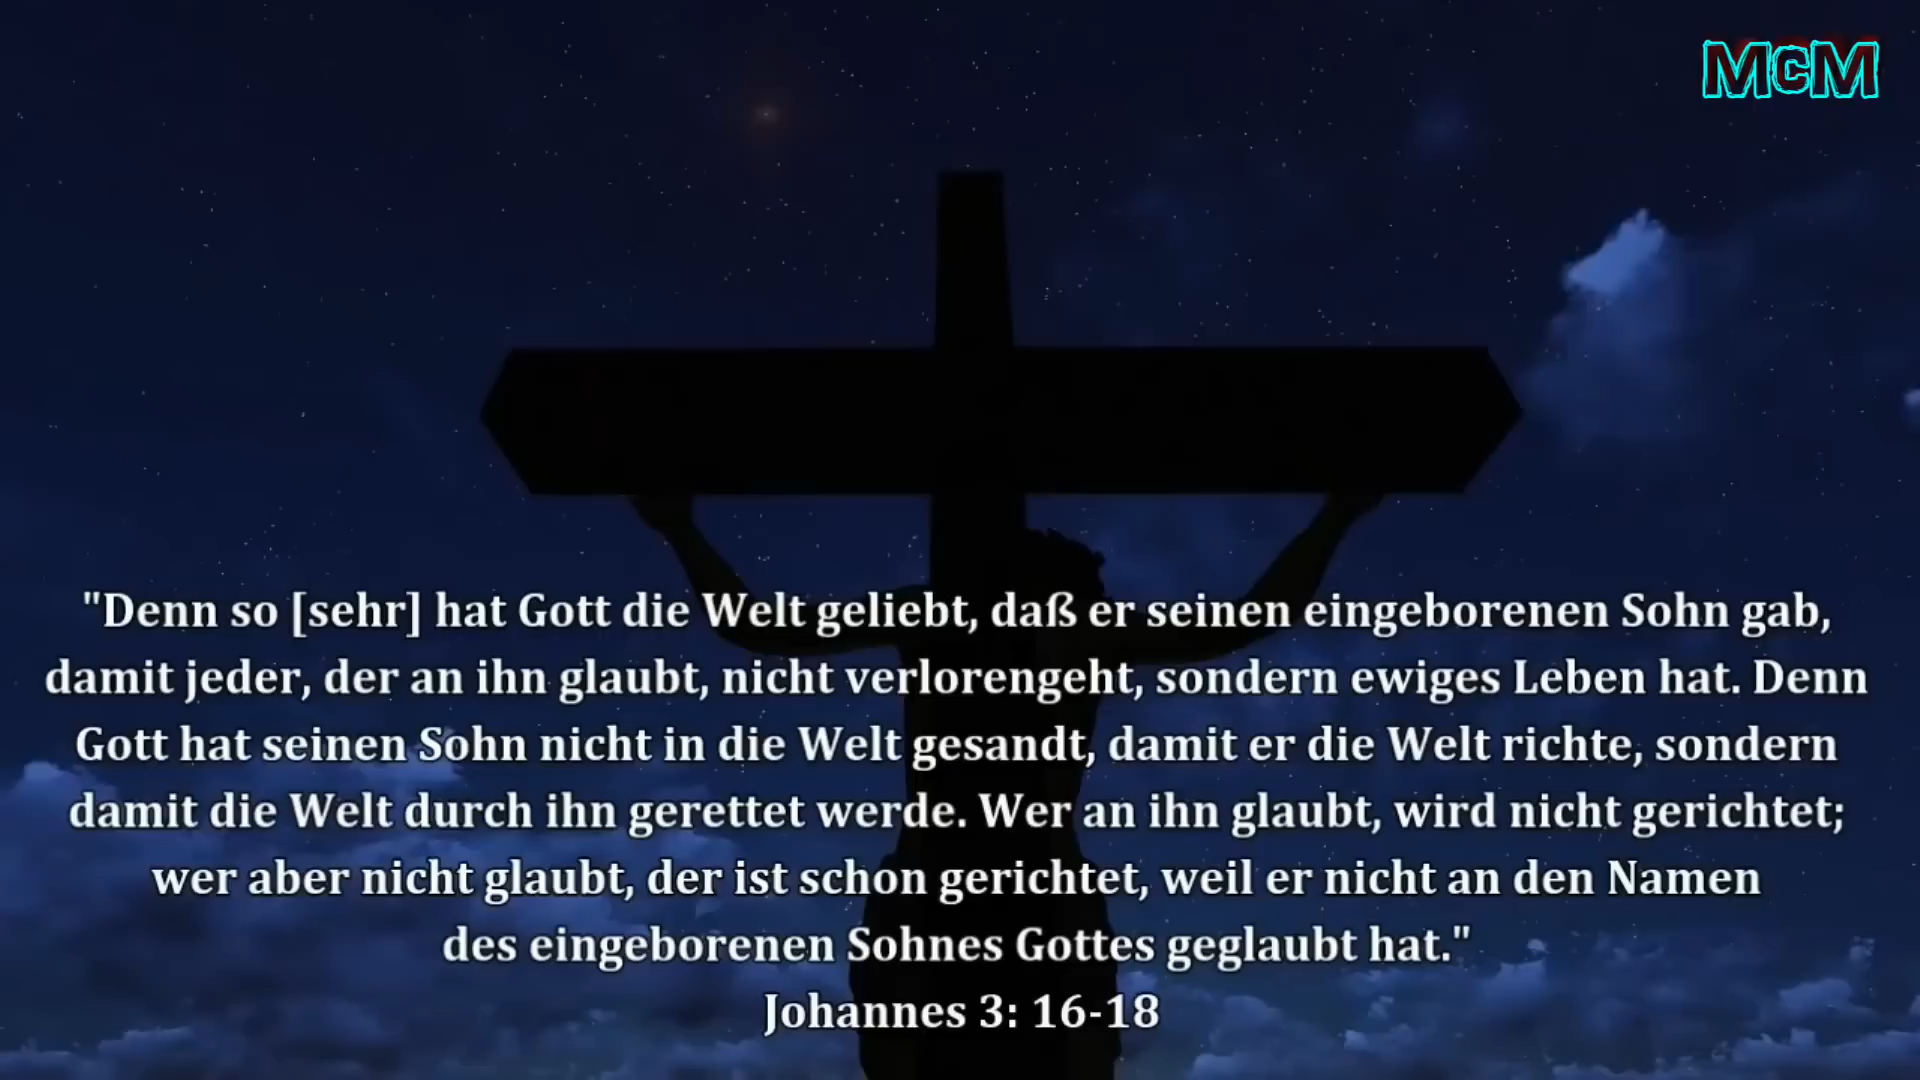 McM
"Denn so [sehr] hat Gott die Welt geliebt, daß er seinen eingeborenen Sohn gab,
damit jeder, der an ihn glaubt, nicht verlorengeht, sondern ewiges Leben hat. Denn
Gott hat seinen Sohn nicht in die Welt gesandt, damit er die Welt richte, sondern
damit die Welt durch ihn gerettet werde. Wer an ihn glaubt, wird nicht gerichtet;
wer aber nicht glaubt, der ist schon gerichtet, weil er nicht an den Namen
des eingeborenen Sohnes Gottes geglaubt hat."
Johannes 3: 16-18